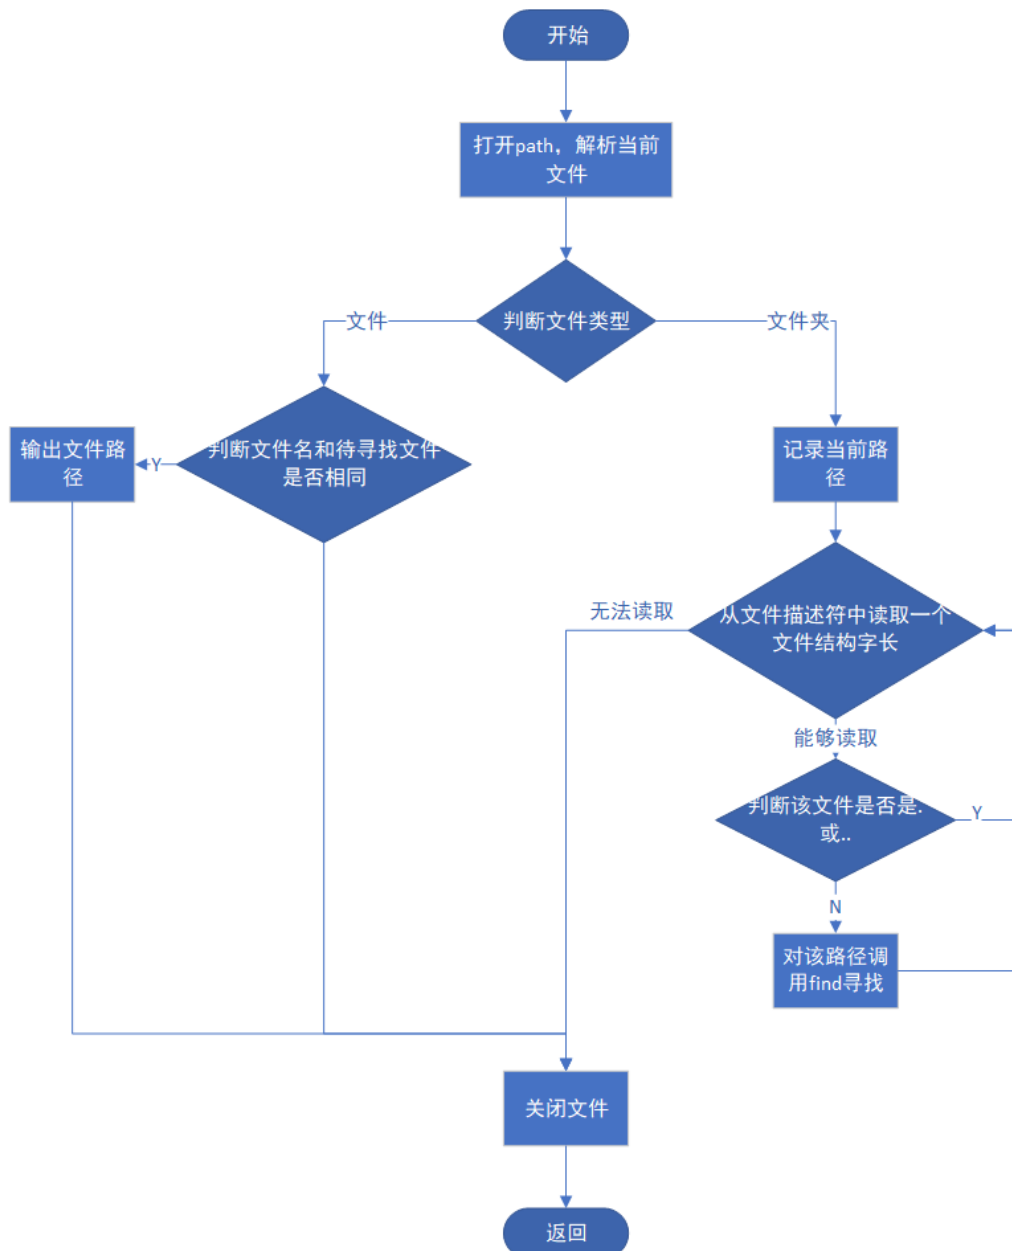 开始
打开path，解析当前
文件
判断文件类型
文件
文件夹
输出文件路
径
Y
判断文件名和待寻找文件
是否相同
记录当前路
径
无法读取
从文件描述符中读取一个
文件结构字长
能够读取
判断该文件是否是.
或..
Y
N
对该路径调
用find寻找
关闭文件
返回